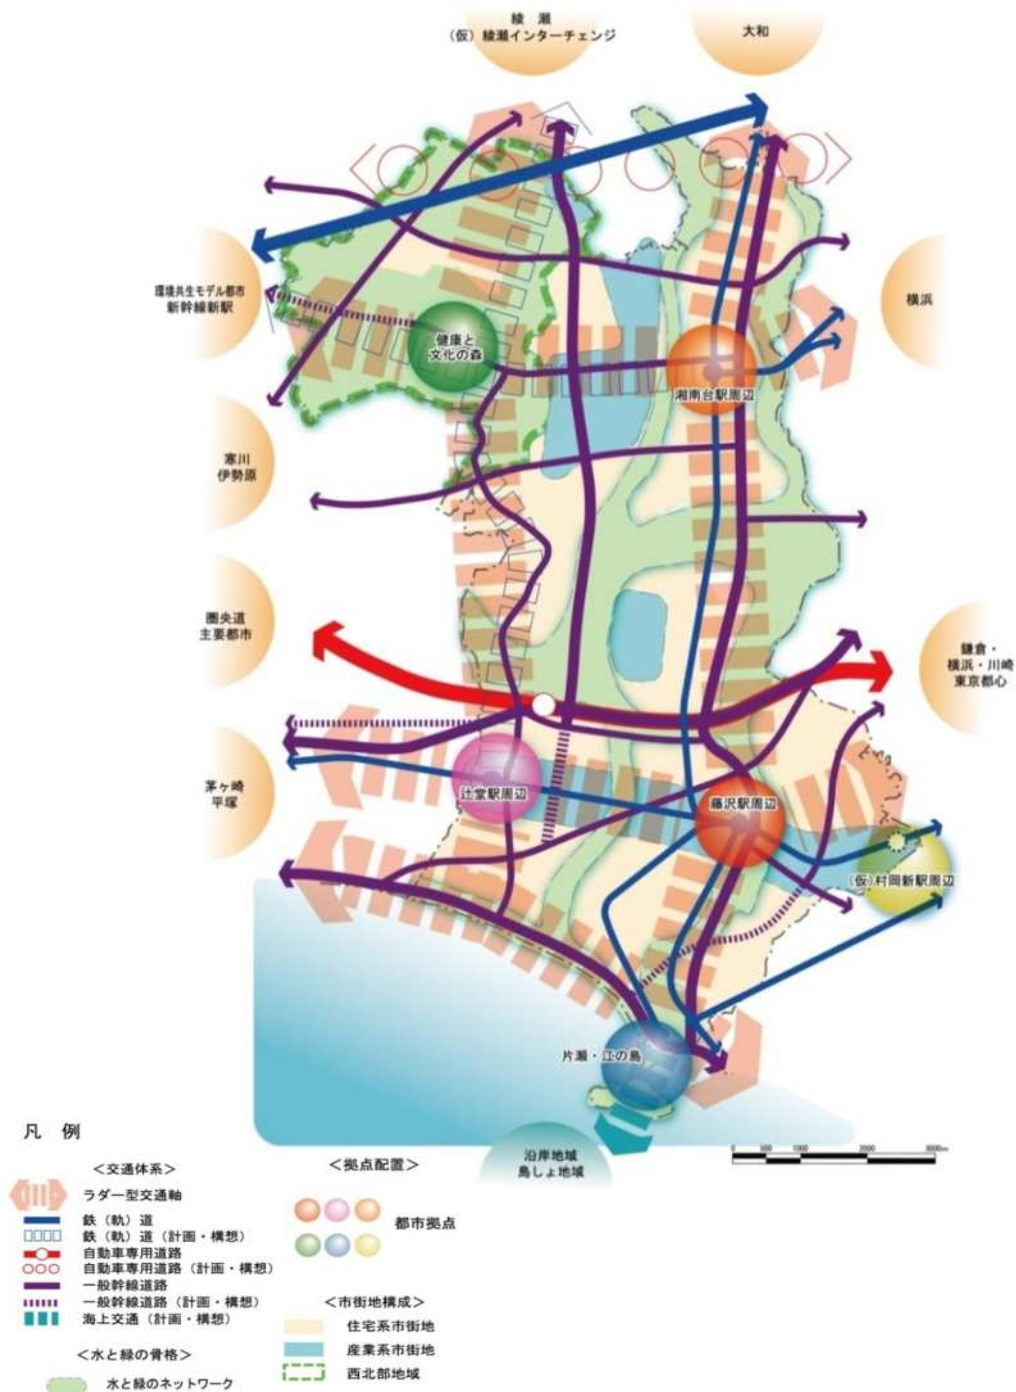 綾　瀬
(仮) 綾瀬インターチェンジ
大和
環境共生モデル都市
新幹線新駅
横浜
健康と
文化の森
湘南台駅周辺
寒川
伊勢原
圏央道
主要都市
鎌倉・
横浜・川崎
東京都心
茅ヶ崎
平塚
辻堂駅周辺
藤沢駅周辺
(仮)村岡新駅周辺
片瀬・江の島
沿岸地域
島しょ地域
0 500 1000 2000 3000m
凡　例
＜交通体系＞
ラダー型交通軸
鉄（軌）道
鉄（軌）道（計画・構想）
自動車専用道路
自動車専用道路（計画・構想）
一般幹線道路
一般幹線道路（計画・構想）
海上交通（計画・構想）
＜水と緑の骨格＞
水と緑のネットワーク
＜拠点配置＞
都市拠点
＜市街地構成＞
住宅系市街地
産業系市街地
西北部地域